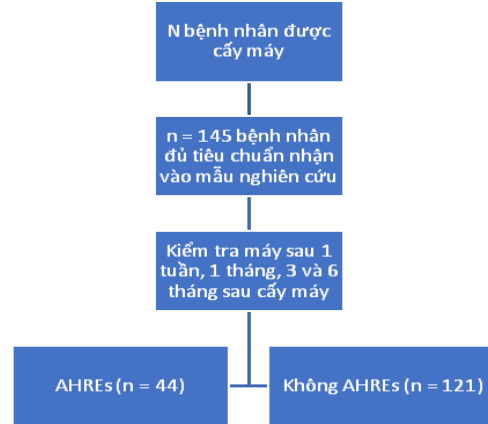 N bệnh nhân được
cấy máy
n = 145 bệnh nhân
đủ tiêu chuẩn nhận
vào mẫu nghiên cứu
Kiểm tra máy sau 1
tuần, 1 tháng, 3 và 6
tháng sau cấy máy
AHREs (n = 44)
Không AHREs (n = 121)